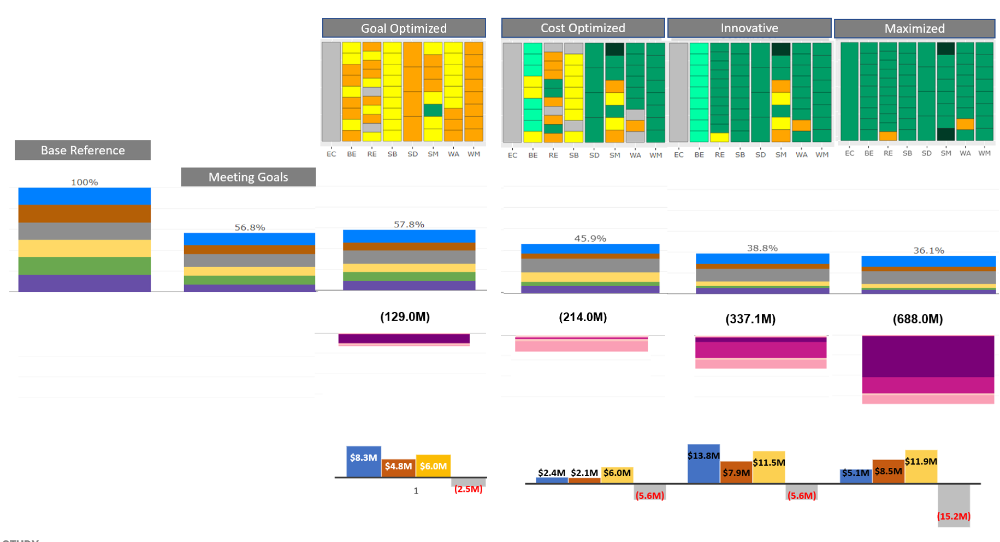 Goal Optimized
Cost Optimized
Innovative
Maximized
EC BE RE SB SD SM WA WM
EC BE RE SB SD SM WA WM
EC BE RE SB SD SM WA WM
EC BE RE SB SD SM WA WM
Base Reference
Meeting Goals
100%
56.8%
57.8%
45.9%
38.8%
36.1%
(129.0M)
(214.0M)
(337.1M)
(688.0M)
$8.3M
$4.8M
$6.0M
(2.5M)
1
$2.4M $2.1M $6.0M
(5.6M)
$13.8M
$7.9M
$11.5M
(5.6M)
$5.1M
$8.5M
$11.9M
(15.2M)
STUDY